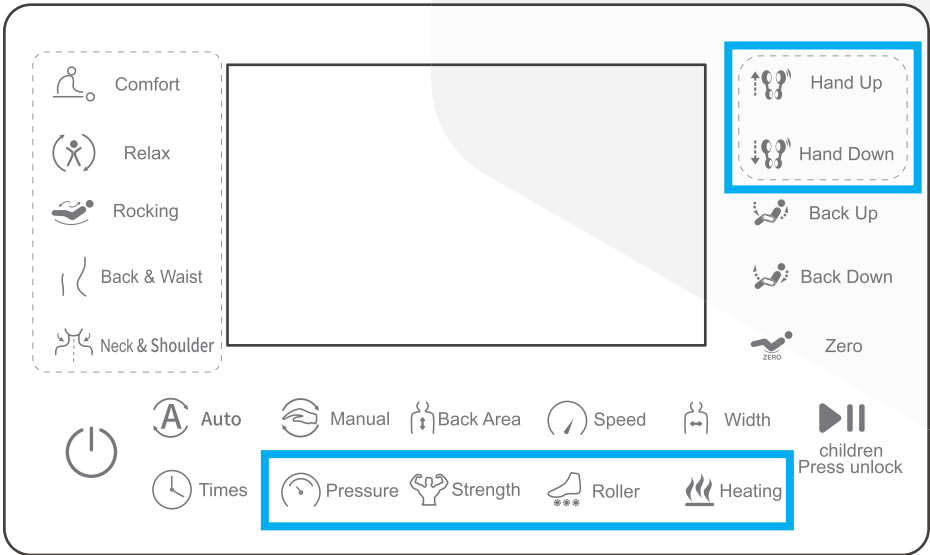 Comfort
Relax
Rocking
Back & Waist
Neck & Shoulder
Hand Up
Hand Down
Back Up
Back Down
Zero
ZERO
A Auto
Manual
Back Area
Speed
Width
children
Press unlock
Times
Pressure
Strength
Roller
Heating